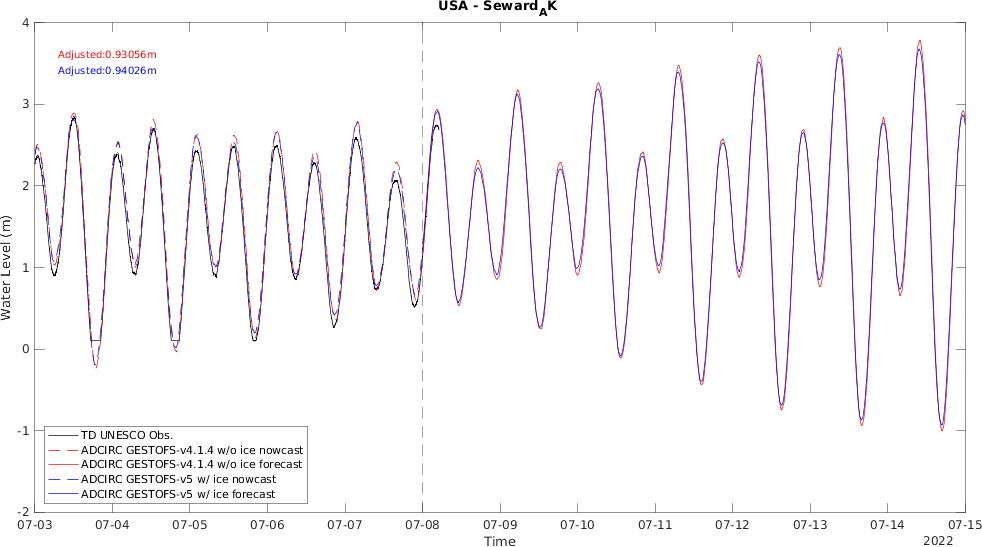 USA - Seward_AK
Adjusted:0.93056m
Adjusted:0.94026m
Water Level (m)
4
3
2
1
0
-1
-2
TD UNESCO Obs.
ADCIRC GESTOFS-v4.1.4 w/o ice nowcast
ADCIRC GESTOFS-v4.1.4 w/o ice forecast
ADCIRC GESTOFS-v5 w/ ice nowcast
ADCIRC GESTOFS-v5 w/ ice forecast
07-03 07-04 07-05 07-06 07-07 07-08 07-09 07-10 07-11 07-12 07-13 07-14 07-15
Time
2022